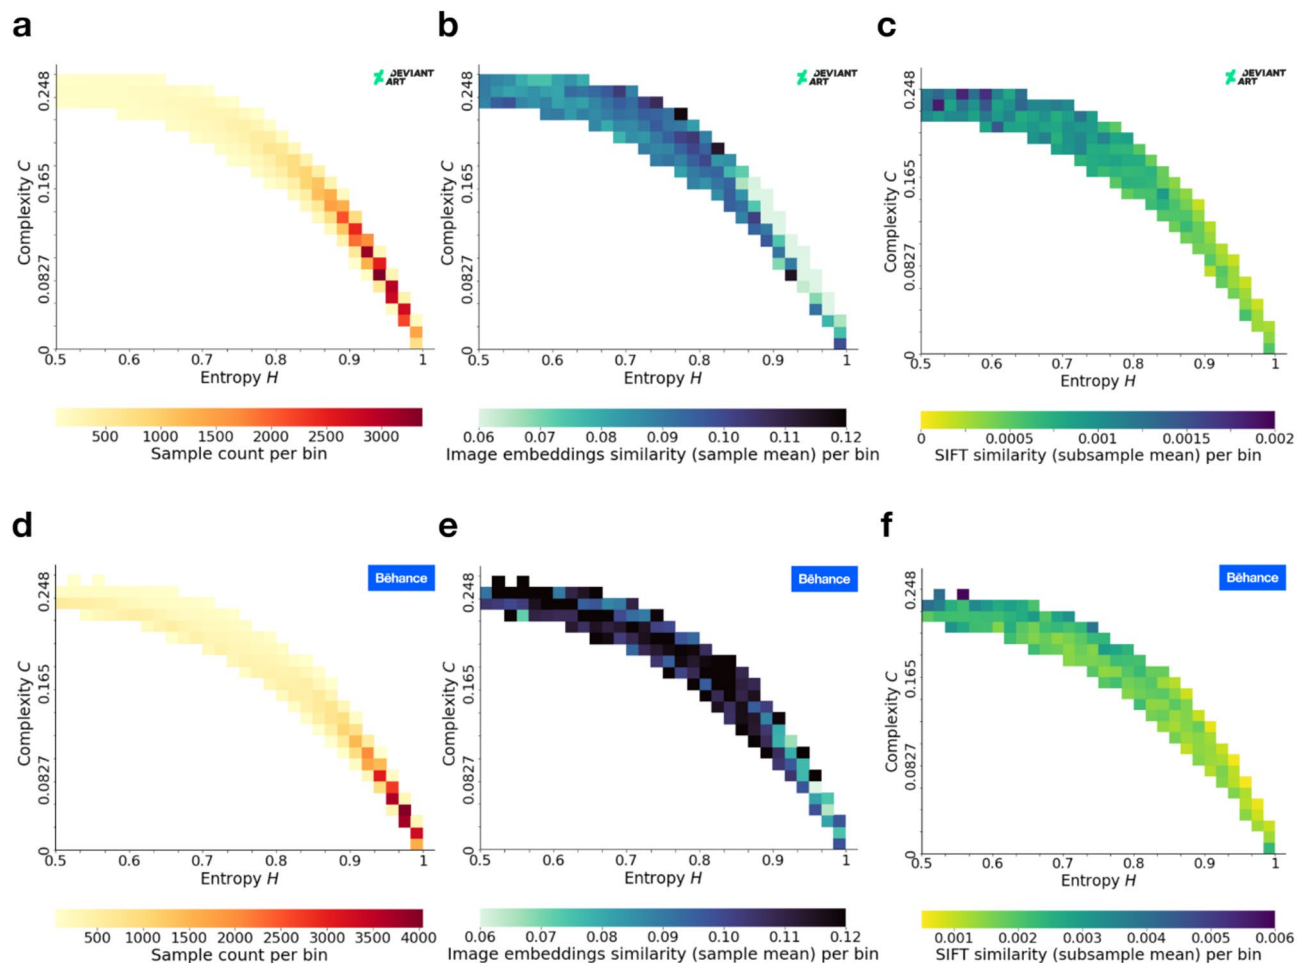 a
b
c
DEVIANT
ART
DEVIANT
ART
DEVIANT
ART
Complexity C
0.248
0.165
0.0827
0
0.5 0.6 0.7 0.8 0.9 1
Entropy H
Complexity C
0.248
0.165
0.0827
0
0.5 0.6 0.7 0.8 0.9 1
Entropy H
Complexity C
0.248
0.165
0.0827
0
0.5 0.6 0.7 0.8 0.9 1
Entropy H
500 1000 1500 2000 2500 3000
Sample count per bin
0.06 0.07 0.08 0.09 0.10 0.11 0.12
Image embeddings similarity (sample mean) per bin
0 0.0005 0.001 0.0015 0.002
SIFT similarity (subsample mean) per bin
d
e
f
Bēhance
Bēhance
Bēhance
Complexity C
0.248
0.165
0.0827
0
0.5 0.6 0.7 0.8 0.9 1
Entropy H
Complexity C
0.248
0.165
0.0827
0
0.5 0.6 0.7 0.8 0.9 1
Entropy H
Complexity C
0.248
0.165
0.0827
0
0.5 0.6 0.7 0.8 0.9 1
Entropy H
500 1000 1500 2000 2500 3000 3500 4000
Sample count per bin
0.06 0.07 0.08 0.09 0.10 0.11 0.12
Image embeddings similarity (sample mean) per bin
0.001 0.002 0.003 0.004 0.005 0.006
SIFT similarity (subsample mean) per bin